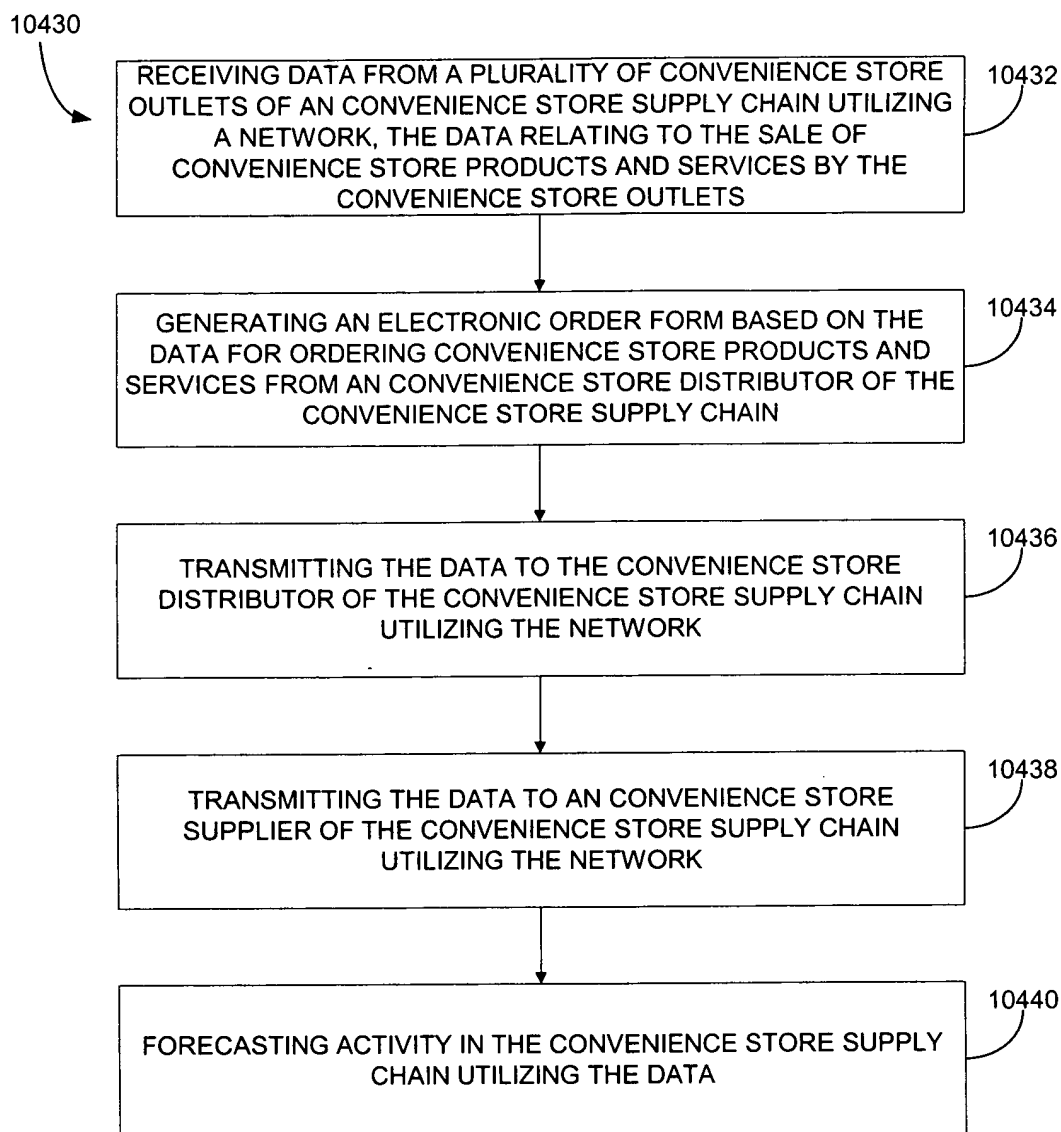 10430
RECEIVING DATA FROM A PLURALITY OF CONVENIENCE STORE
OUTLETS OF AN CONVENIENCE STORE SUPPLY CHAIN UTILIZING
A NETWORK, THE DATA RELATING TO THE SALE OF
CONVENIENCE STORE PRODUCTS AND SERVICES BY THE
CONVENIENCE STORE OUTLETS
10432
GENERATING AN ELECTRONIC ORDER FORM BASED ON THE
DATA FOR ORDERING CONVENIENCE STORE PRODUCTS AND
SERVICES FROM AN CONVENIENCE STORE DISTRIBUTOR OF THE
CONVENIENCE STORE SUPPLY CHAIN
10434
TRANSMITTING THE DATA TO THE CONVENIENCE STORE
DISTRIBUTOR OF THE CONVENIENCE STORE SUPPLY CHAIN
UTILIZING THE NETWORK
10436
TRANSMITTING THE DATA TO AN CONVENIENCE STORE
SUPPLIER OF THE CONVENIENCE STORE SUPPLY CHAIN
UTILIZING THE NETWORK
10438
FORECASTING ACTIVITY IN THE CONVENIENCE STORE SUPPLY
CHAIN UTILIZING THE DATA
10440